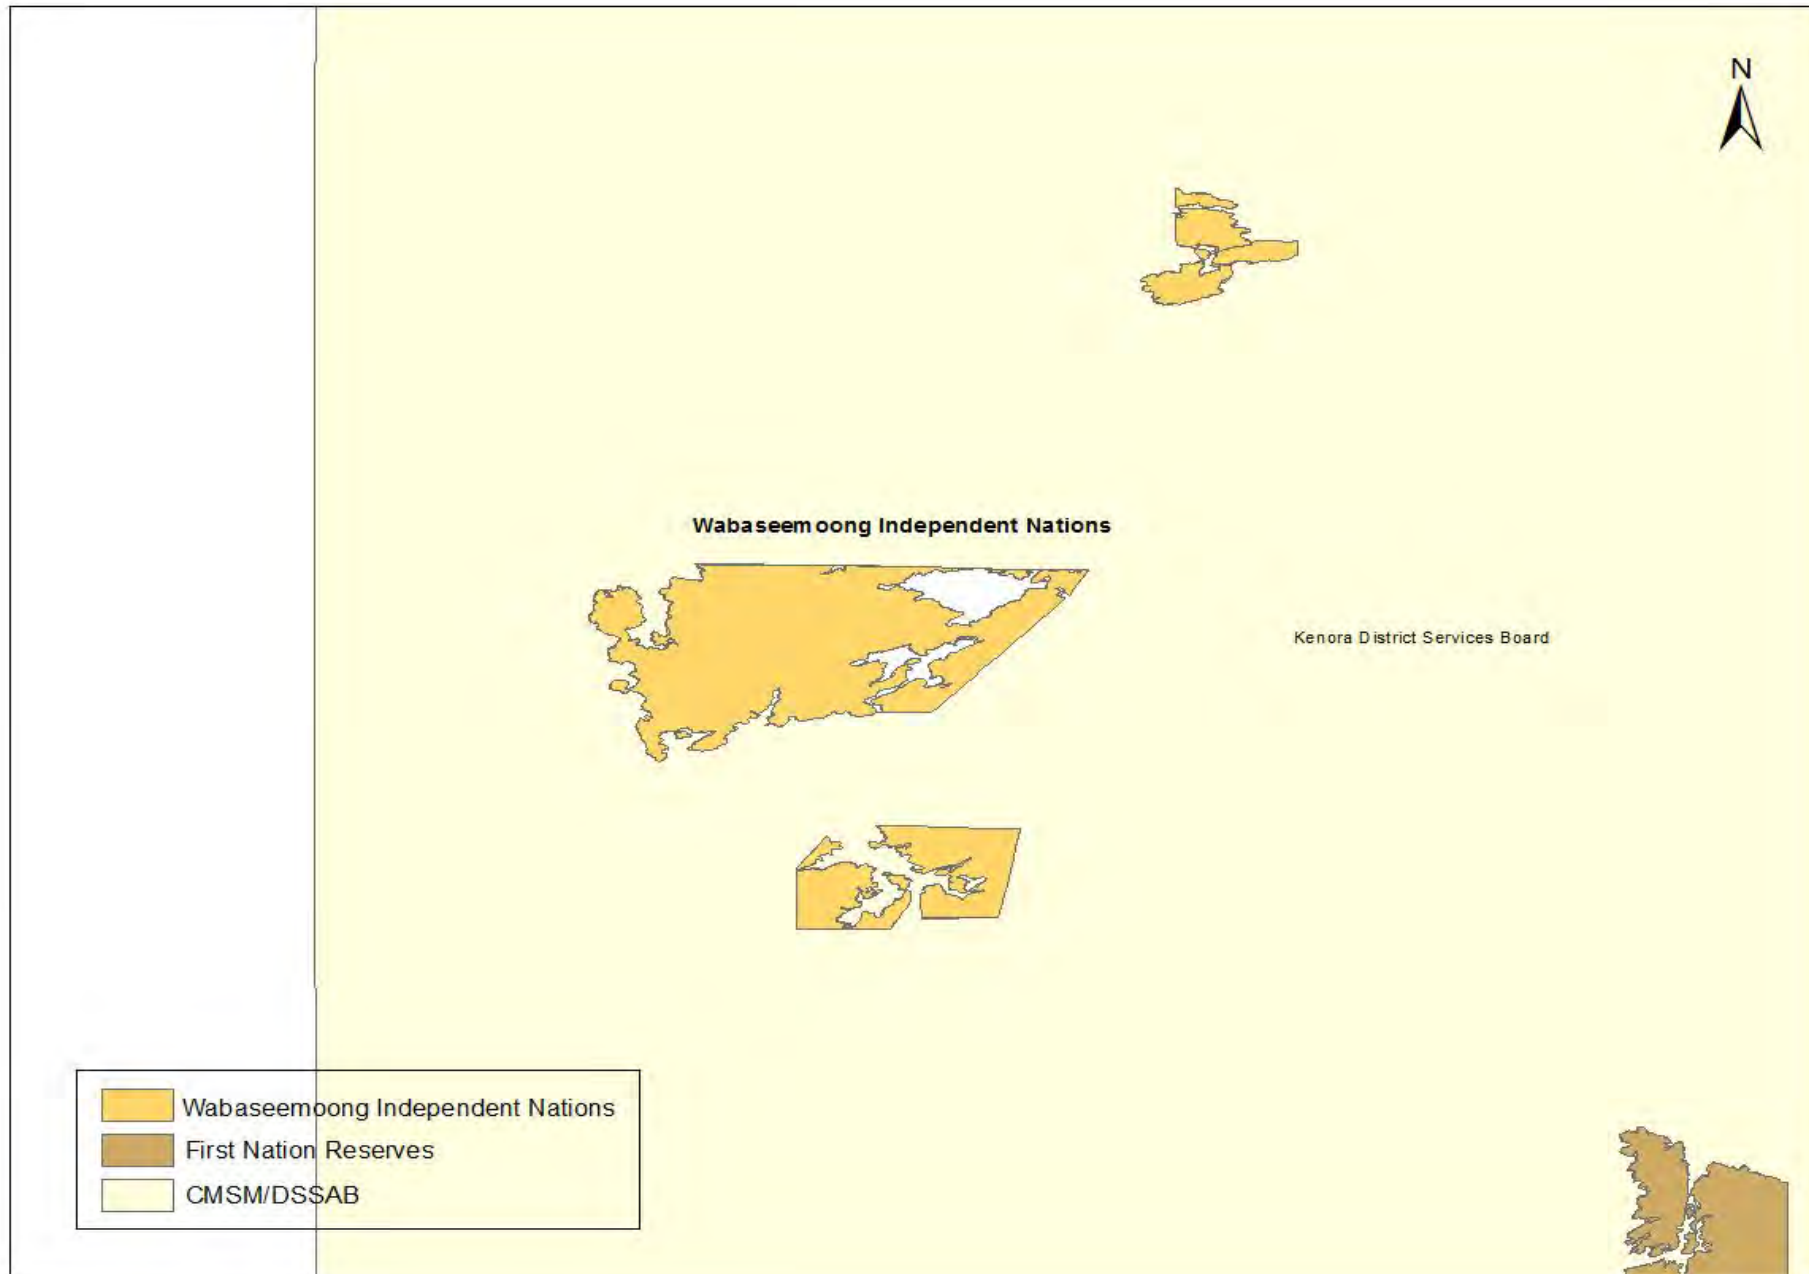 N
Wabaseemoong Independent Nations
Kenora District Services Board
Wabaseemoong Independent Nations
First Nation Reserves
CMSM/DSSAB